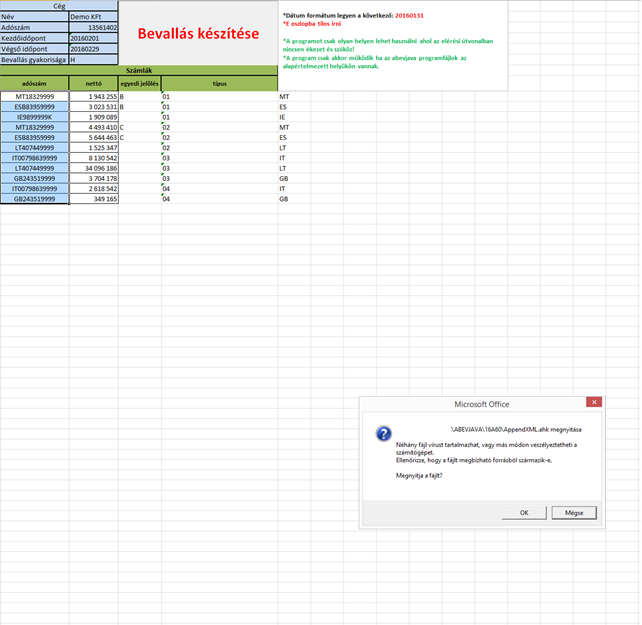 Cég
Név Demo KFt
Adószám 13561402
Kezdőidőpont 20160201
Végső időpont 20160229
Bevallás gyakorisága H
Bevallás készítése
*Dátum formátum legyen a következő: 20160131
*E oszlopba tilos írni
*A programot csak olyan helyen lehet használni ahol az elérési útvonalban
nincsen ékezet és szóköz!
*A program csak akkor működik ha az abevjava programfájlok az
alapértelmezett helyükön vannak.
Számlák
adószám nettó egyedi jelölés típus
MT18329999 1 943 255 B 01 MT
ESB83959999 3 023 531 B 01 ES
IE9899999K 1 909 089 01 IE
MT18329999 4 493 410 C 02 MT
ESB83959999 5 644 463 C 02 ES
LT407449999 1 525 347 02 LT
IT00798639999 8 130 542 03 IT
LT407449999 34 096 186 03 LT
GB243519999 3 704 178 03 GB
IT00798639999 2 618 542 04 IT
GB243519999 349 165 04 GB
Microsoft Office
\ABEVJAVA\16A60\AppendXML.ahk megnyitása
Néhány fájl vírust tartalmazhat, vagy más módon veszélyeztetheti a
számítógépet.
Ellenőrizze, hogy a fájlt megbízható forrásból származik-e.
Megnyitja a fájlt?
OK Mégse